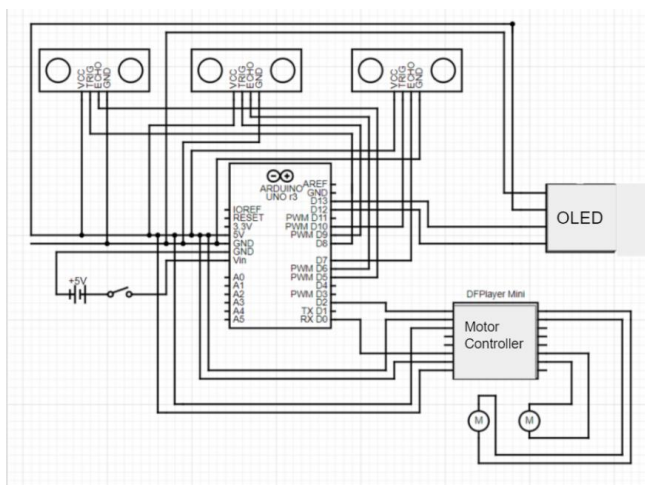 VCC
TRIG
ECHO
GND
VCC
TRIG
ECHO
GND
VCC
TRIG
ECHO
GND
ARDUINO
UNO r3
IOREF
RESET
3.3V
5V
GND
GND
Vin
A0
A1
A2
A3
A4
A5
AREF
GND
D13
D12
PWM D11
PWM D10
PWM D9
D8
D7
PWM D6
PWM D5
D4
PWM D3
D2
TX D1
RX D0
+5V
OLED
DFPlayer Mini
Motor
Controller
M
M